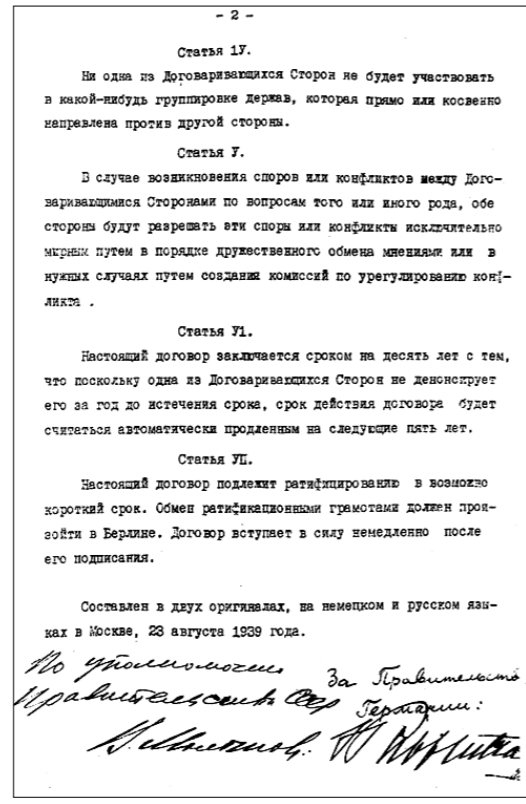 - 2 -
Статья 1У.
Ни одна из Договаривающихся Сторон не будет участвовать
в какой-нибудь группировке держав, которая прямо или косвенно
направлена против другой стороны.
Статья У.
В случае возникновения споров или конфликтов между Дого-
варивающимися Сторонами по вопросам того или иного рода, обе
стороны будут разрешать эти споры или конфликты исключительно
мирным путем в порядке дружественного обмена мнениями или в
нужных случаях путем создания комиссий по урегулированию конф-
ликта .
Статья У1.
Настоящий договор заключается сроком на десять лет с тем,
что поскольку одна из Договаривающихся Сторон не денонсирует
его за год до истечения срока, срок действия договора будет
считаться автоматически продленным на следующие пять лет.
Статья УП.
Настоящий договор подлежит ратифицированию в возможно
короткий срок. Обмен ратификационными грамотами должен прои-
зойти в Берлине. Договор вступает в силу немедленно после
его подписания.
Составлен в двух оригиналах, на немецком и русском язы-
ках в Москве, 23 августа 1939 года.
По уполномочию
Правительства СССР
В. Молотов.
За Правительство
Германии: